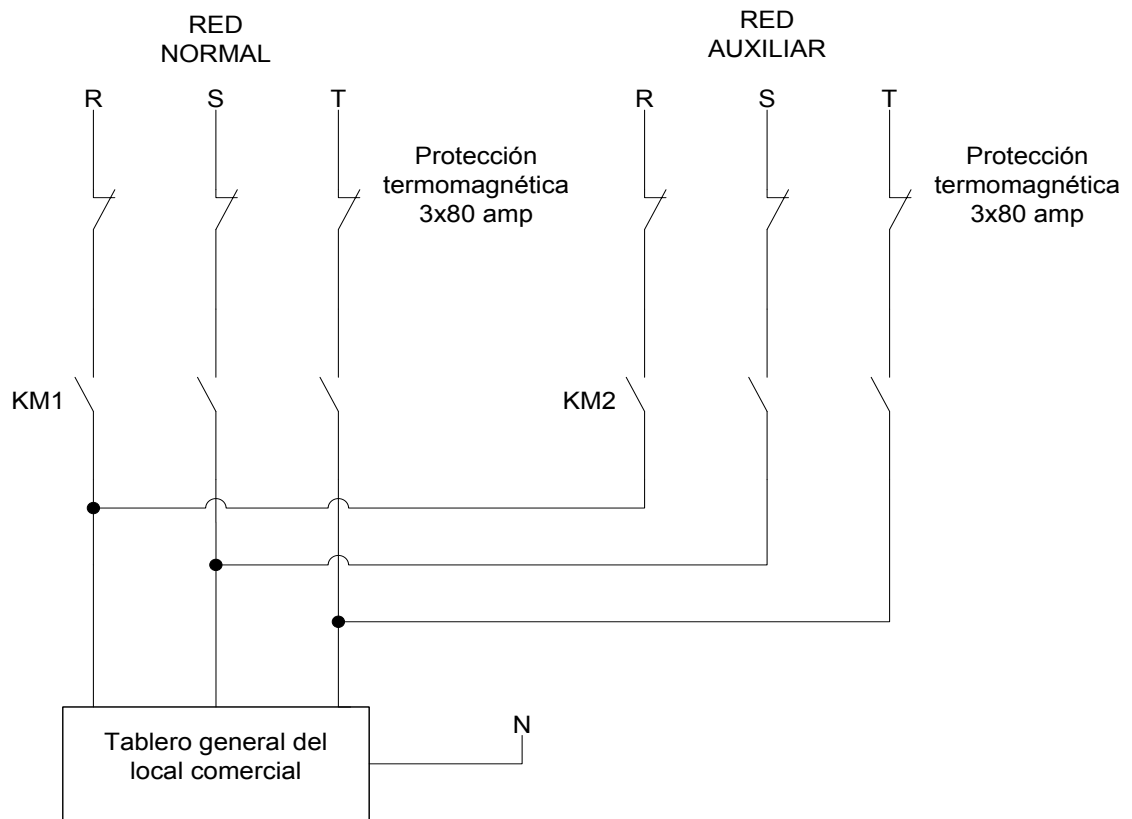 RED
NORMAL
RED
AUXILIAR
R
S
T
R
S
T
Protección
termomagnética
3x80 amp
Protección
termomagnética
3x80 amp
KM1
KM2
N
Tablero general del
local comercial